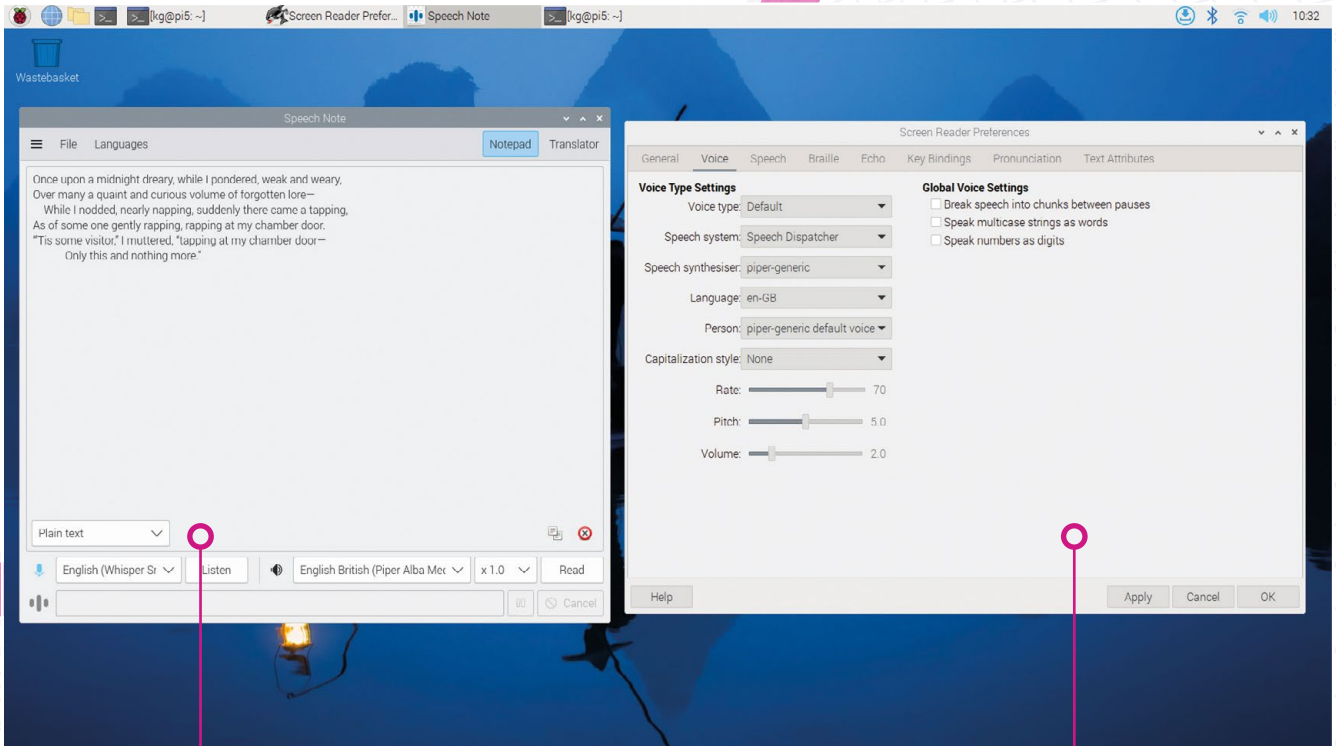 [kg@pi5: ~]
Screen Reader Prefer...
Speech Note
[kg@pi5: ~]
10:32
Wastebasket
Speech Note
File Languages Notepad Translator
Once upon a midnight dreary, while I pondered, weak and weary,
Over many a quaint and curious volume of forgotten lore—
While I nodded, nearly napping, suddenly there came a tapping,
As of some one gently rapping, rapping at my chamber door.
"'Tis some visitor," I muttered, "tapping at my chamber door—
Only this and nothing more."
Plain text
English (Whisper Sr Listen English British (Piper Alba Mec x 1.0 Read
Cancel
Screen Reader Preferences
General Voice Speech Braille Echo Key Bindings Pronunciation Text Attributes
Voice Type Settings
Voice type: Default
Speech system: Speech Dispatcher
Speech synthesiser: piper-generic
Language: en-GB
Person: piper-generic default voice
Capitalization style: None
Rate: 70
Pitch: 5.0
Volume: 2.0
Global Voice Settings
Break speech into chunks between pauses
Speak multicase strings as words
Speak numbers as digits
Help Apply Cancel OK